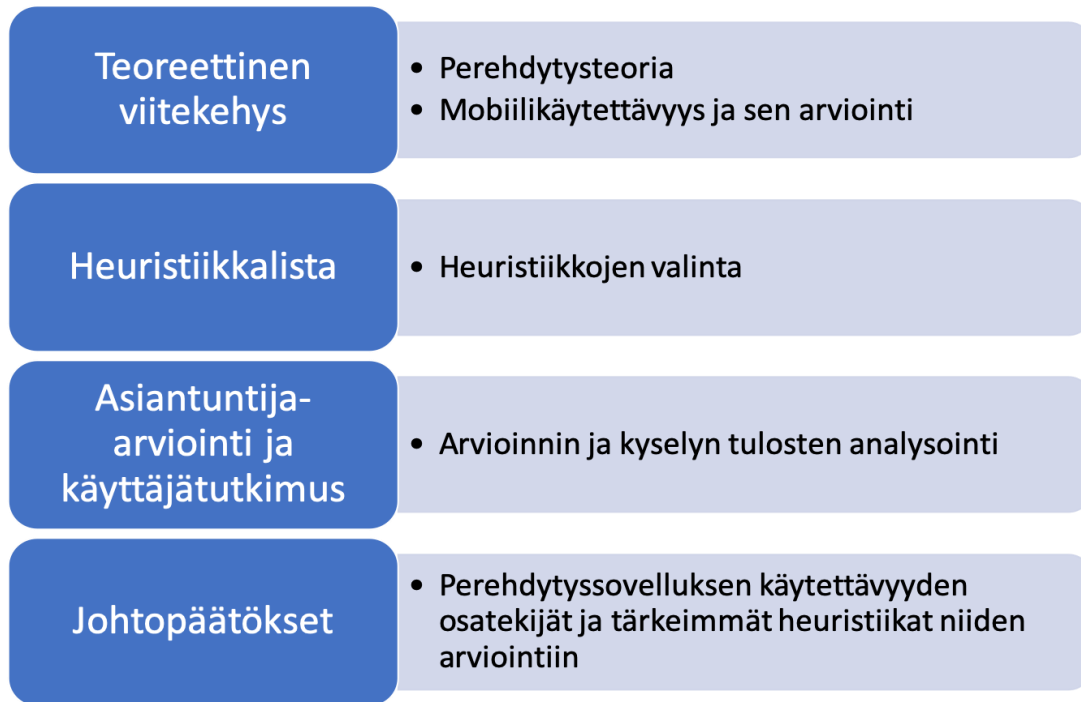 Teoreettinen
viitekehys
• Perehdytysteoria
• Mobiilikäytettävyys ja sen arviointi
Heuristiikkalista
• Heuristiikkojen valinta
Asiantuntija-
arviointi ja
käyttäjätutkimus
• Arvioinnin ja kyselyn tulosten analysointi
Johtopäätökset
• Perehdytyssovelluksen käytettävyyden
osatekijät ja tärkeimmät heuristiikat niiden
arviointiin